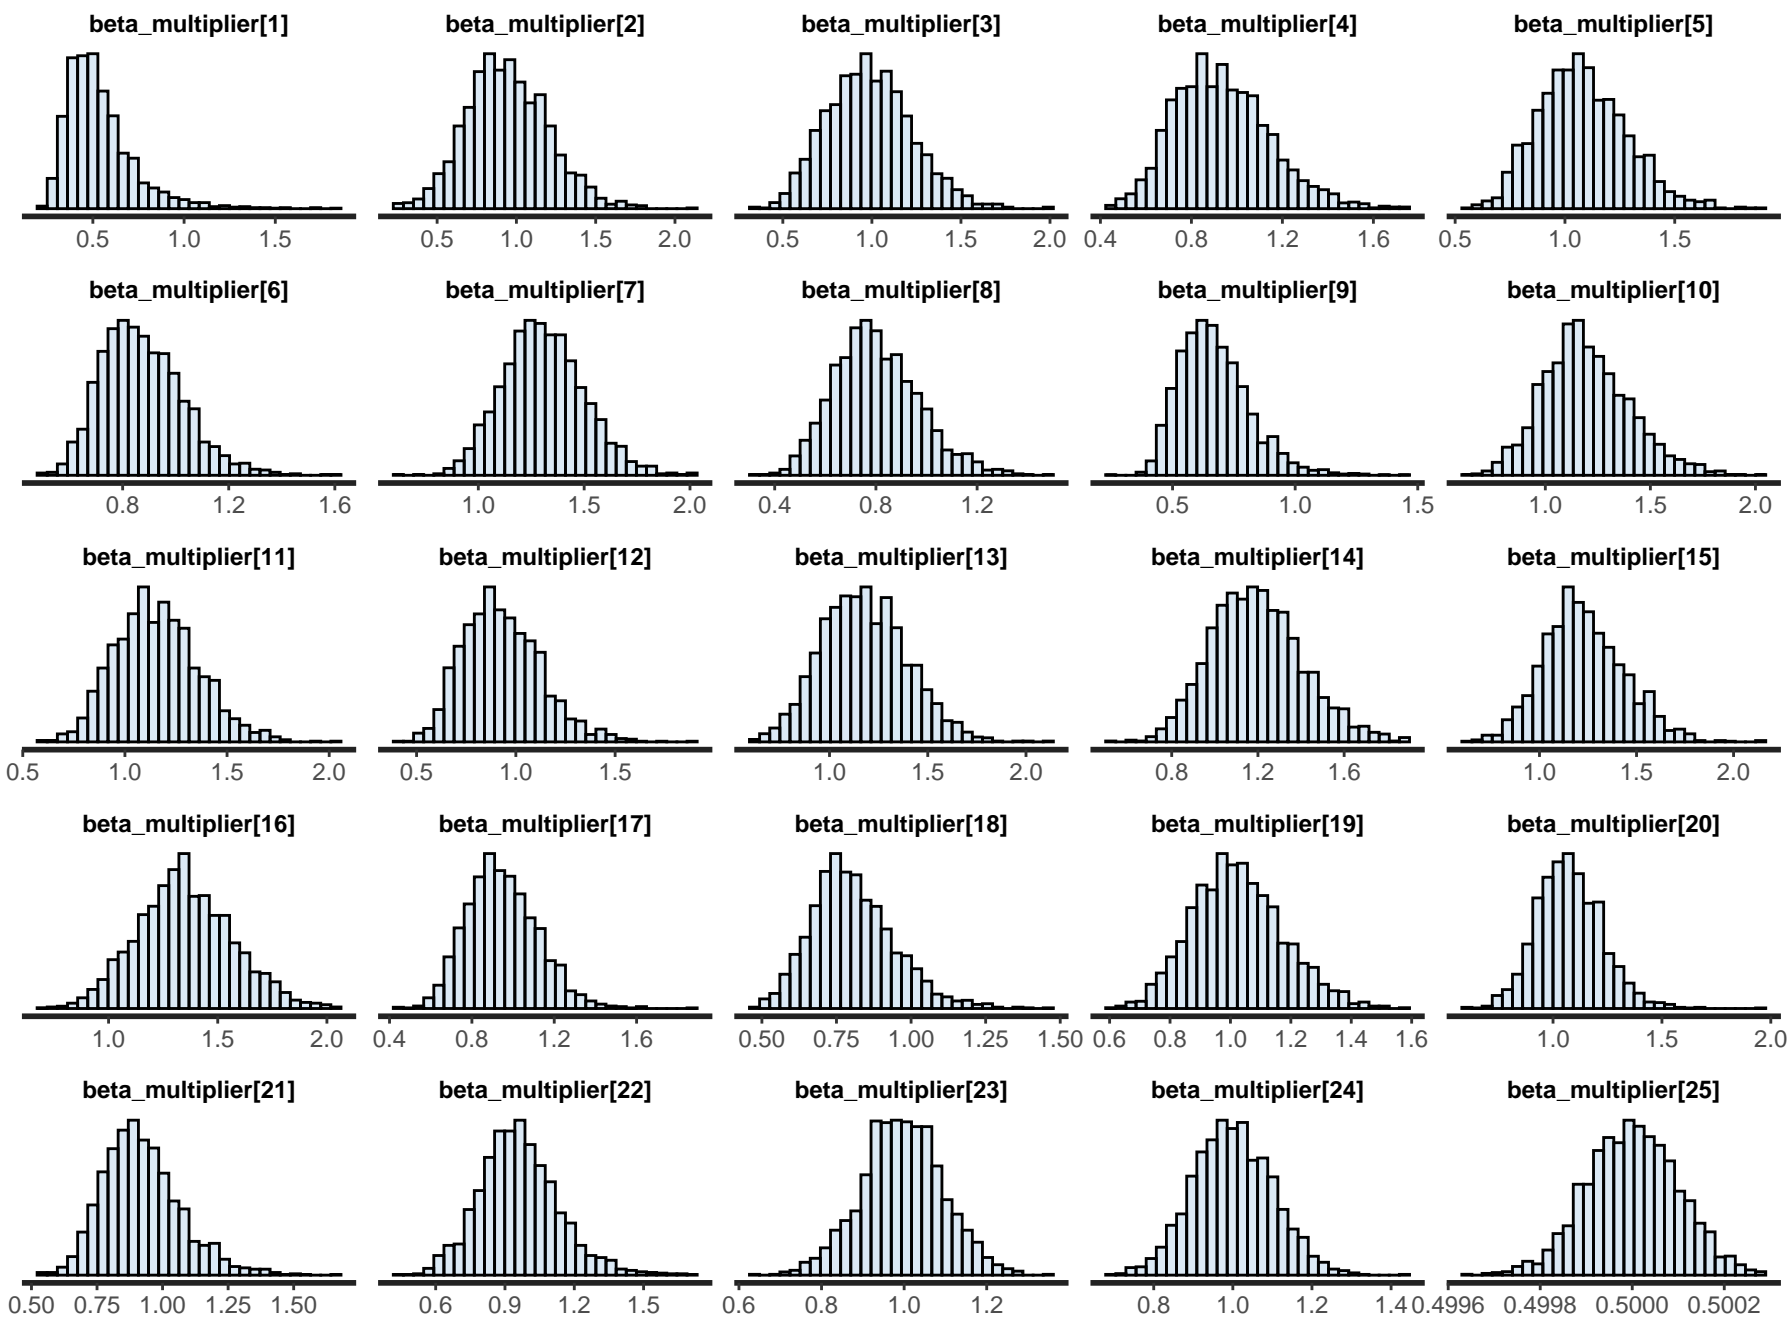 beta_multiplier[1] beta_multiplier[2] beta_multiplier[3] beta_multiplier[4] beta_multiplier[5]
0.5 1.0 1.5 0.5 1.0 1.5 2.0 0.5 1.0 1.5 2.0 0.4 0.8 1.2 1.6 0.5 1.0 1.5
beta_multiplier[6] beta_multiplier[7] beta_multiplier[8] beta_multiplier[9] beta_multiplier[10]
0.8 1.2 1.6 1.0 1.5 2.0 0.4 0.8 1.2 0.5 1.0 1.5 1.0 1.5 2.0
beta_multiplier[11] beta_multiplier[12] beta_multiplier[13] beta_multiplier[14] beta_multiplier[15]
0.5 1.0 1.5 2.0 0.5 1.0 1.5 1.0 1.5 2.0 0.8 1.2 1.6 1.0 1.5 2.0
beta_multiplier[16] beta_multiplier[17] beta_multiplier[18] beta_multiplier[19] beta_multiplier[20]
1.0 1.5 2.0 0.4 0.8 1.2 1.6 0.50 0.75 1.00 1.25 1.50 0.6 0.8 1.0 1.2 1.4 1.6 1.0 1.5 2.0
beta_multiplier[21] beta_multiplier[22] beta_multiplier[23] beta_multiplier[24] beta_multiplier[25]
0.50 0.75 1.00 1.25 1.50 0.6 0.9 1.2 1.5 0.6 0.8 1.0 1.2 0.8 1.0 1.2 1.4 0.4996 0.4998 0.5000 0.5002